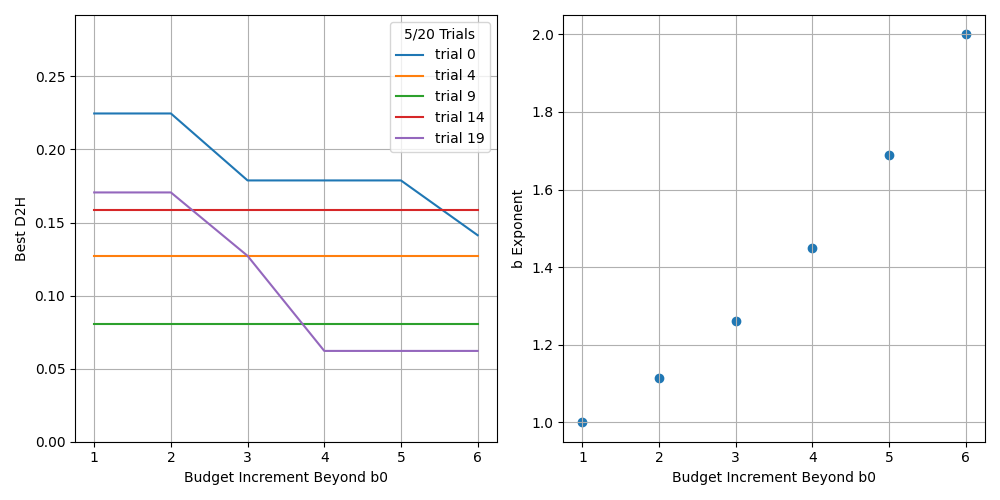 5/20 Trials
trial 0
trial 4
trial 9
trial 14
trial 19
0.25
0.20
0.15
0.10
0.05
0.00
Best D2H
1 2 3 4 5 6
Budget Increment Beyond b0
2.0
1.8
1.6
1.4
1.2
1.0
b Exponent
1 2 3 4 5 6
Budget Increment Beyond b0